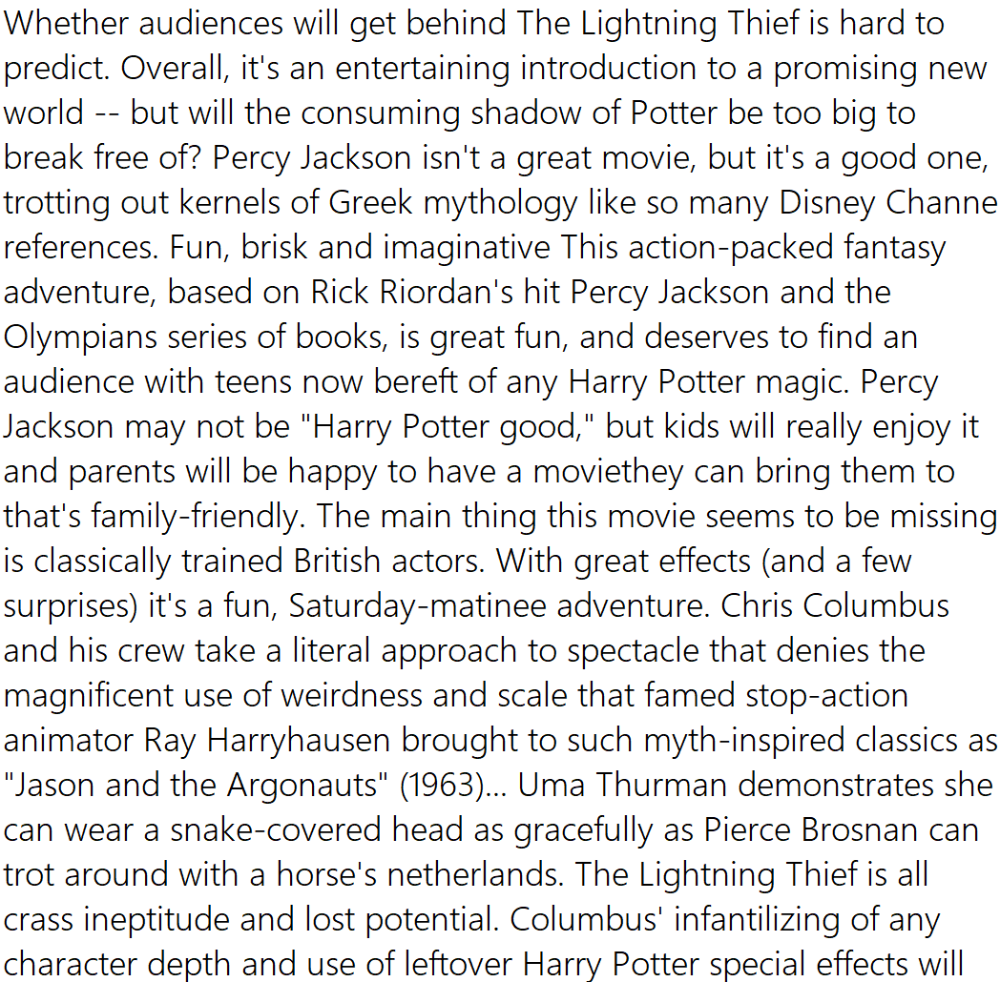 Whether audiences will get behind The Lightning Thief is hard to
predict. Overall, it's an entertaining introduction to a promising new
world -- but will the consuming shadow of Potter be too big to
break free of? Percy Jackson isn't a great movie, but it's a good one,
trotting out kernels of Greek mythology like so many Disney Channe
references. Fun, brisk and imaginative This action-packed fantasy
adventure, based on Rick Riordan's hit Percy Jackson and the
Olympians series of books, is great fun, and deserves to find an
audience with teens now bereft of any Harry Potter magic. Percy
Jackson may not be "Harry Potter good," but kids will really enjoy it
and parents will be happy to have a moviethey can bring them to
that's family-friendly. The main thing this movie seems to be missing
is classically trained British actors. With great effects (and a few
surprises) it's a fun, Saturday-matinee adventure. Chris Columbus
and his crew take a literal approach to spectacle that denies the
magnificent use of weirdness and scale that famed stop-action
animator Ray Harryhausen brought to such myth-inspired classics as
"Jason and the Argonauts" (1963)... Uma Thurman demonstrates she
can wear a snake-covered head as gracefully as Pierce Brosnan can
trot around with a horse's netherlands. The Lightning Thief is all
crass ineptitude and lost potential. Columbus' infantilizing of any
character depth and use of leftover Harry Potter special effects will